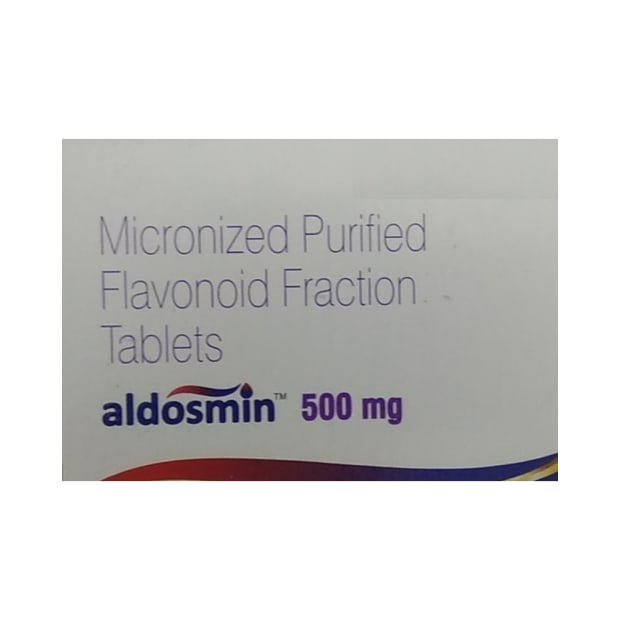 Micronized Purified
Flavonoid Fraction
Tablets
aldosmin™ 500 mg